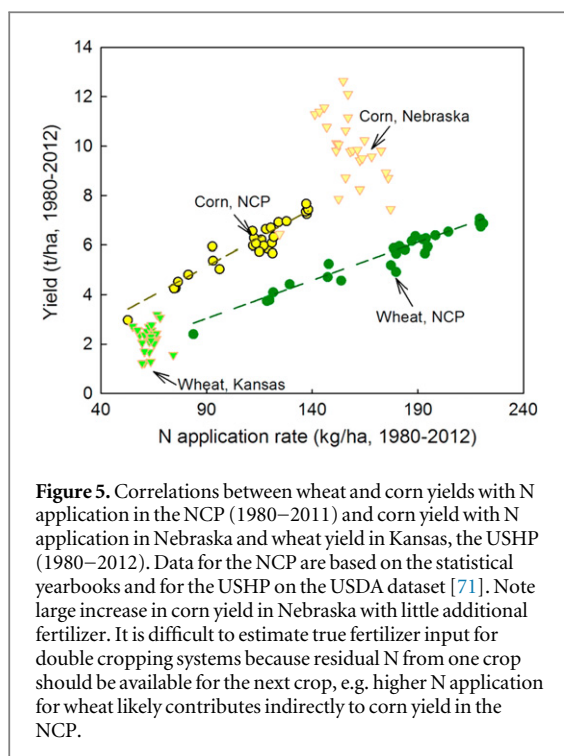 14
12
10
8
6
4
2
0
Yield (t/ha, 1980-2012)
Corn, Nebraska
Corn, NCP
Wheat, NCP
Wheat, Kansas
40 90 140 190 240
N application rate (kg/ha, 1980-2012)
Figure 5. Correlations between wheat and corn yields with N
application in the NCP (1980–2011) and corn yield with N
application in Nebraska and wheat yield in Kansas, the USHP
(1980–2012). Data for the NCP are based on the statistical
yearbooks and for the USHP on the USDA dataset [71]. Note
large increase in corn yield in Nebraska with little additional
fertilizer. It is difficult to estimate true fertilizer input for
double cropping systems because residual N from one crop
should be available for the next crop, e.g. higher N application
for wheat likely contributes indirectly to corn yield in the
NCP.